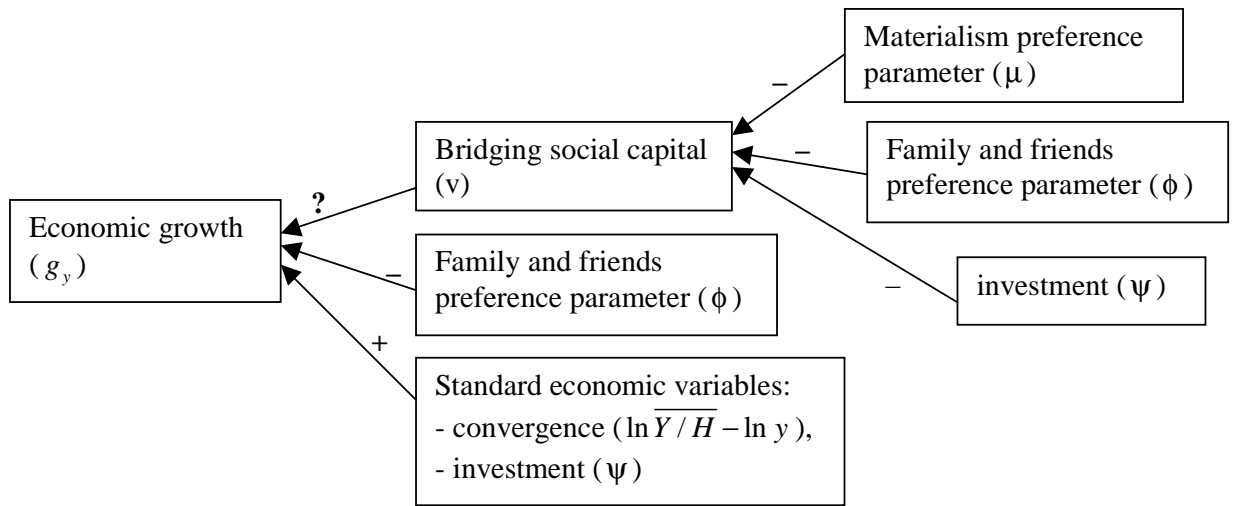 Materialism preference
parameter (μ)
–
Bridging social capital
(v)
–
Family and friends
preference parameter (ϕ)
?
Economic growth
(g_y)
–
Family and friends
preference parameter (ϕ)
–
investment (ψ)
+
Standard economic variables:
- convergence (ln \overline{Y / H} – ln y),
- investment (ψ)